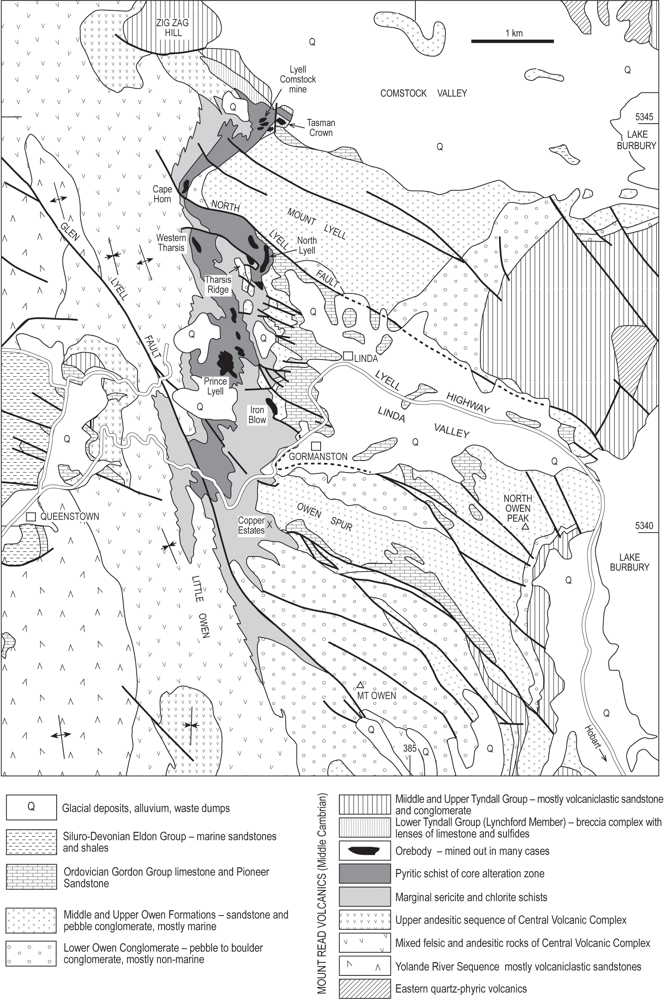 ZIG ZAG
HILL
Q
1 km
Q
Lyell
Comstock
mine
COMSTOCK VALLEY
Q
Tasman
Crown
5345
LAKE
BURBURY
Q
Cape
Horn
NORTH
MOUNT
LYELL
GLEN
Western
Tharsis
LYELL
North
Lyell
Tharsis
Ridge
FAULT
LYELL
Q
Q
Q
FAULT
LINDA
Prince
Lyell
LYELL
HIGHWAY
Q
Iron
Blow
LINDA
VALLEY
Q
Q
GORMANSTON
Q
NORTH
OWEN
PEAK
QUEENSTOWN
OWEN
SPUR
Copper
Estates
X
5340
LAKE
BURBURY
Q
LITTLE
OWEN
MT OWEN
Q
Q
Hobart
385
Q
Q
Q
Glacial deposits, alluvium, waste dumps
Siluro-Devonian Eldon Group – marine sandstones
and shales
Ordovician Gordon Group limestone and Pioneer
Sandstone
Middle and Upper Owen Formations – sandstone and
pebble conglomerate, mostly marine
Lower Owen Conglomerate – pebble to boulder
conglomerate, mostly non-marine
MOUNT READ VOLCANICS (Middle Cambrian)
Miiddle and Upper Tyndall Group – mostly volcaniclastic sandstone
and conglomerate
Lower Tyndall Group (Lynchford Member) – breccia complex with
lenses of limestone and sulfides
Orebody – mined out in many cases
Pyritic schist of core alteration zone
Marginal sericite and chlorite schists
Upper andesitic sequence of Central Volcanic Complex
Mixed felsic and andesitic rocks of Central Volcanic Complex
Yolande River Sequence mostly volcaniclastic sandstones
Eastern quartz-phyric volcanics